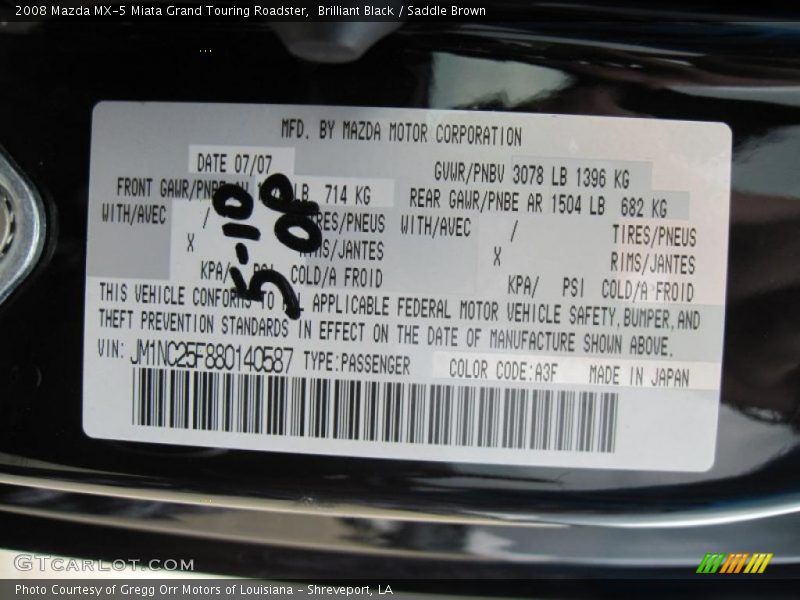 2008 Mazda MX-5 Miata Grand Touring Roadster, Brilliant Black / Saddle Brown
MFD. BY MAZDA MOTOR CORPORATION
DATE 07/07
GVWR/PNBV 3078 LB 1396 KG
FRONT GAWR/PNBE AV LB 714 KG
REAR GAWR/PNBE AR 1504 LB 682 KG
WITH/AVEC / TIRES/PNEUS
WITH/AVEC / TIRES/PNEUS
X RIMS/JANTES
X RIMS/JANTES
KPA/ PSI COLD/A FROID
KPA/ PSI COLD/A FROID
5-10
08
THIS VEHICLE CONFORMS TO ALL APPLICABLE FEDERAL MOTOR VEHICLE SAFETY, BUMPER, AND
THEFT PREVENTION STANDARDS IN EFFECT ON THE DATE OF MANUFACTURE SHOWN ABOVE.
VIN: JM1NC25F880140587 TYPE:PASSENGER COLOR CODE:A3F MADE IN JAPAN
GTCARLOT.COM
Photo Courtesy of Gregg Orr Motors of Louisiana - Shreveport, LA